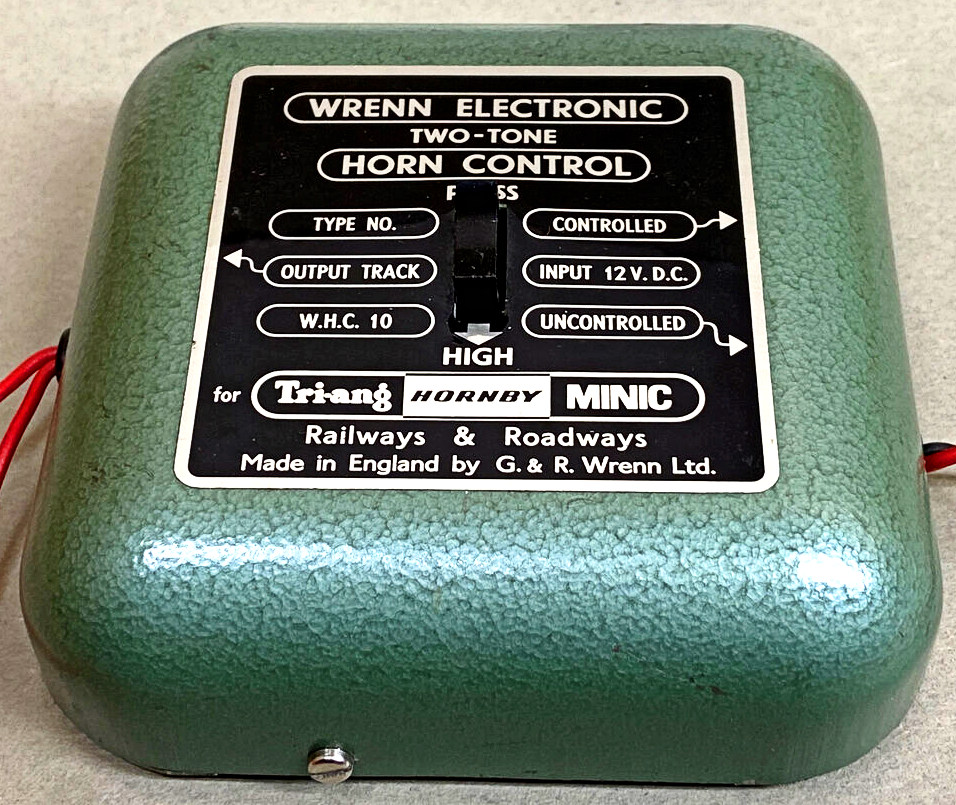 WRENN ELECTRONIC
TWO-TONE
HORN CONTROL
TYPE NO. CONTROLLED
OUTPUT TRACK INPUT 12 V. D.C.
W.H.C. 10 UNCONTROLLED
HIGH
for Tri-ang HORNBY MINIC
Railways & Roadways
Made in England by G. & R. Wrenn Ltd.